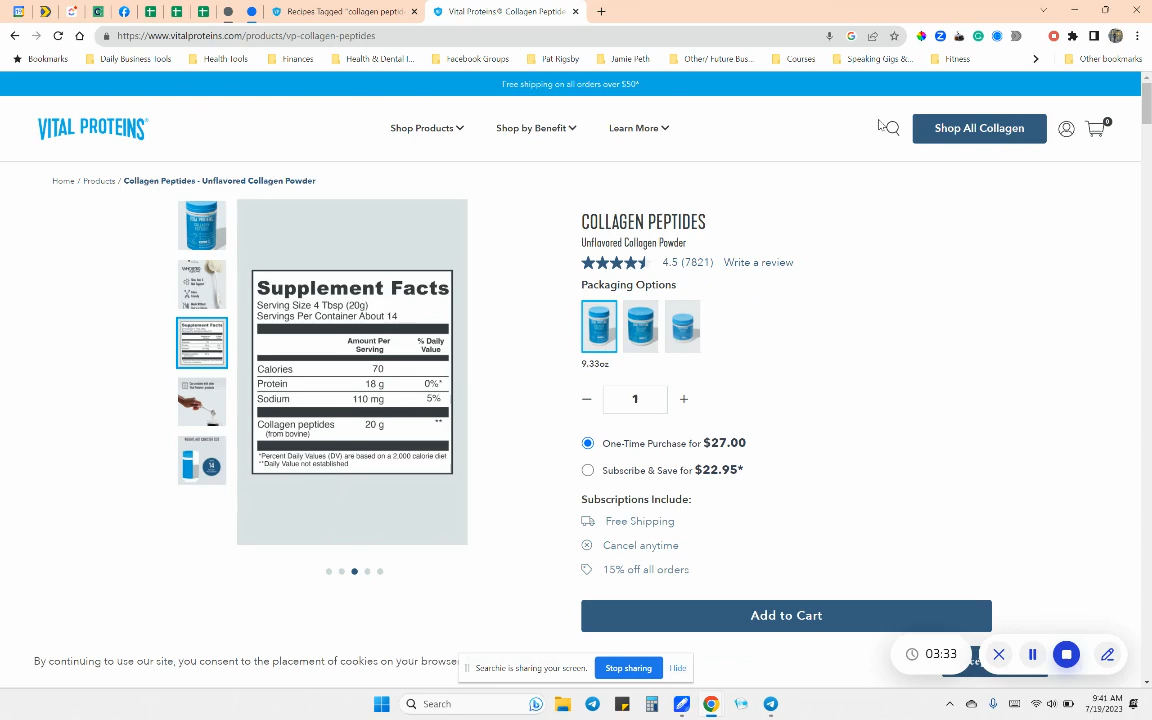 Recipes Tagged "collagen peptid
Vital Proteins® Collagen Peptide
https://www.vitalproteins.com/products/vp-collagen-peptides
Bookmarks
Daily Business Tools
Health Tools
Finances
Health & Dental I...
Facebook Groups
Pat Rigsby
Jamie Peth
Other/ Future Bus...
Courses
Speaking Gigs &...
Fitness
Other bookmarks
Free shipping on all orders over $50*
VITAL PROTEINS
Shop Products
Shop by Benefit
Learn More
Shop All Collagen
0
Home / Products / Collagen Peptides - Unflavored Collagen Powder
Supplement Facts
Serving Size 4 Tbsp (20g)
Servings Per Container About 14
Amount Per Serving
% Daily Value
Calories 70
Protein 18 g 0%*
Sodium 110 mg 5%
Collagen peptides 20 g **
(from bovine)
*Percent Daily Values (DV) are based on a 2,000 calorie diet
**Daily Value not established
COLLAGEN PEPTIDES
Unflavored Collagen Powder
4.5 (7821) Write a review
Packaging Options
9.33oz
1
One-Time Purchase for $27.00
Subscribe & Save for $22.95*
Subscriptions Include:
Free Shipping
Cancel anytime
15% off all orders
Add to Cart
By continuing to use our site, you consent to the placement of cookies on your browse
Searchie is sharing your screen.
Stop sharing
Hide
03:33
Search
9:41 AM
7/19/2023